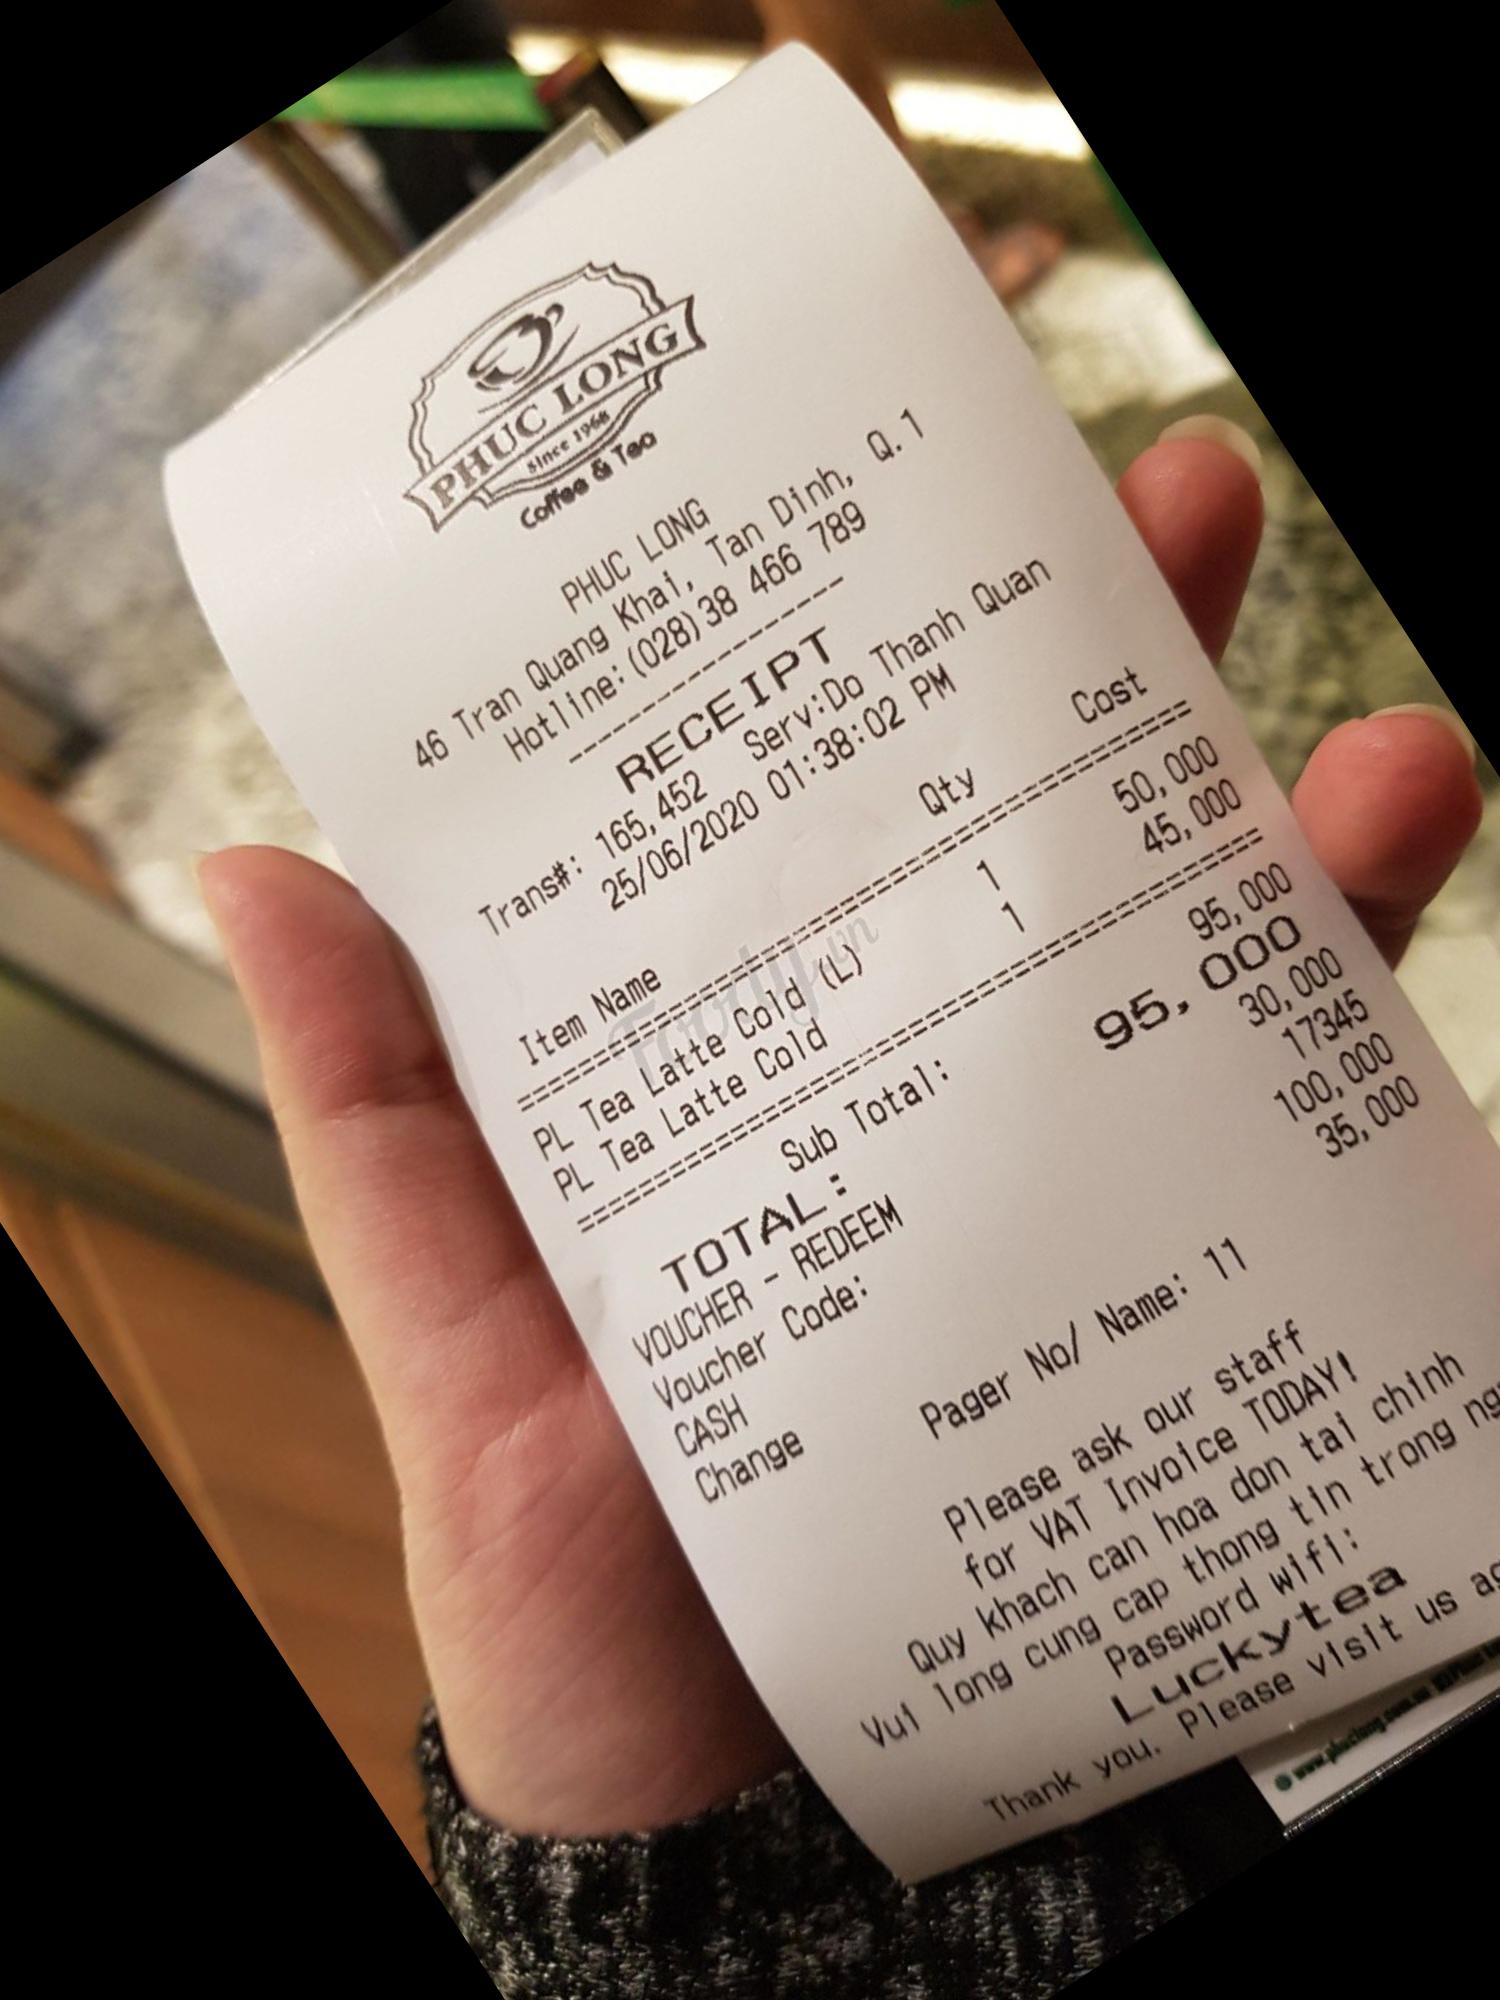 PHUC LONG
Since 1968
Coffee & Tea
PHUC LONG
46 Tran Quang Khai, Tan Dinh, Q.1
Hotline:(028)38 466 789
RECEIPT
Trans#: 165,452 Serv:Do Thanh Quan
25/06/2020 01:38:02 PM
Item Name Qty Cost
PL Tea Latte Cold (L) 1 50,000
PL Tea Latte Cold 1 45,000
Sub Total: 95,000
TOTAL: 95,000
VOUCHER - REDEEM 30,000
Voucher Code: 17345
CASH 100,000
Change 35,000
Pager No/ Name: 11
Please ask our staff
for VAT Invoice TODAY!
Quy khach can hoa don tai chinh
Vui long cung cap thong tin trong
Password wifi:
Luckytea
Thank you. Please visit us
Foody.vn
www.phuclong.com.vn